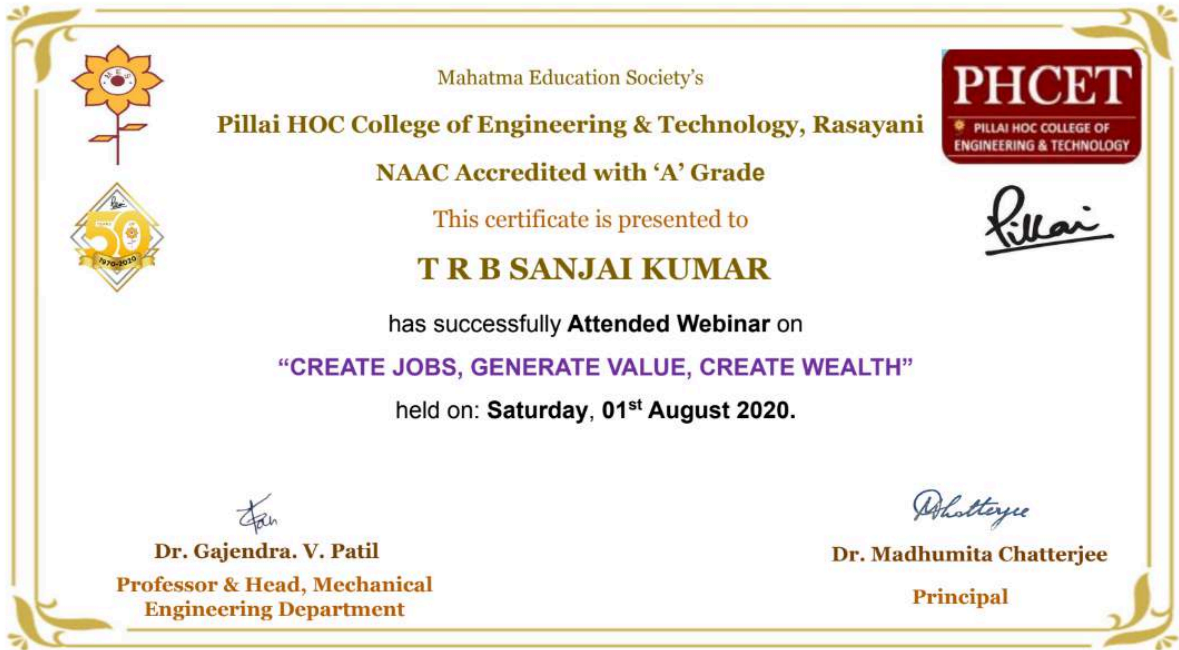 M E S
Mahatma Education Society's
PHCET
PILLAI HOC COLLEGE OF
ENGINEERING & TECHNOLOGY
Pillai HOC College of Engineering & Technology, Rasayani
NAAC Accredited with ‘A’ Grade
This certificate is presented to
50
1970-2020
Pillai
T R B SANJAI KUMAR
has successfully Attended Webinar on
“CREATE JOBS, GENERATE VALUE, CREATE WEALTH”
held on: Saturday, 01st August 2020.
Dr. Gajendra. V. Patil
Professor & Head, Mechanical
Engineering Department
Dr. Madhumita Chatterjee
Principal